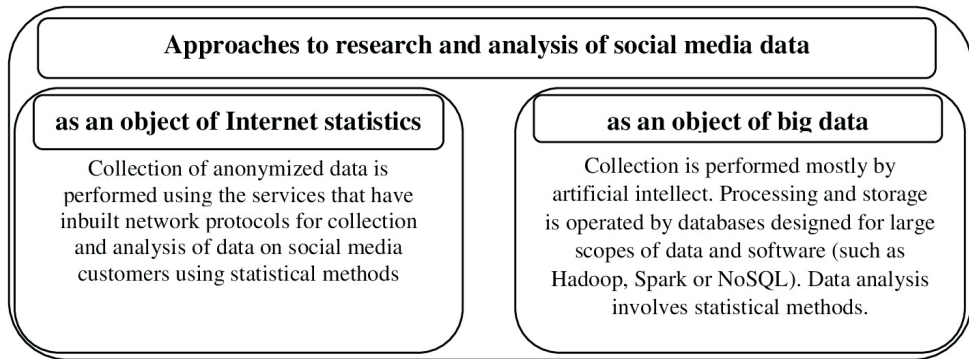 Approaches to research and analysis of social media data
as an object of Internet statistics
Collection of anonymized data is
performed using the services that have
inbuilt network protocols for collection
and analysis of data on social media
customers using statistical methods
as an object of big data
Collection is performed mostly by
artificial intellect. Processing and storage
is operated by databases designed for large
scopes of data and software (such as
Hadoop, Spark or NoSQL). Data analysis
involves statistical methods.